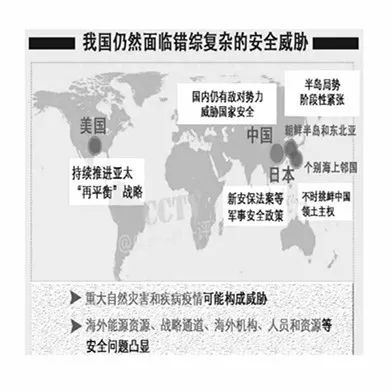 我国仍然面临错综复杂的安全威胁
半岛局势
阶段性紧张
国内仍有敌对势力
威胁国家安全
美国
中国
朝鲜半岛和东北亚
日本
个别海上邻国
持续推进亚太
“再平衡”战略
新安保法案等
军事安全政策
不时挑衅中国
领土主权
CCTV
重大自然灾害和疾病疫情可能构成威胁
海外能源资源、战略通道、海外机构、人员和资源等
安全问题凸显